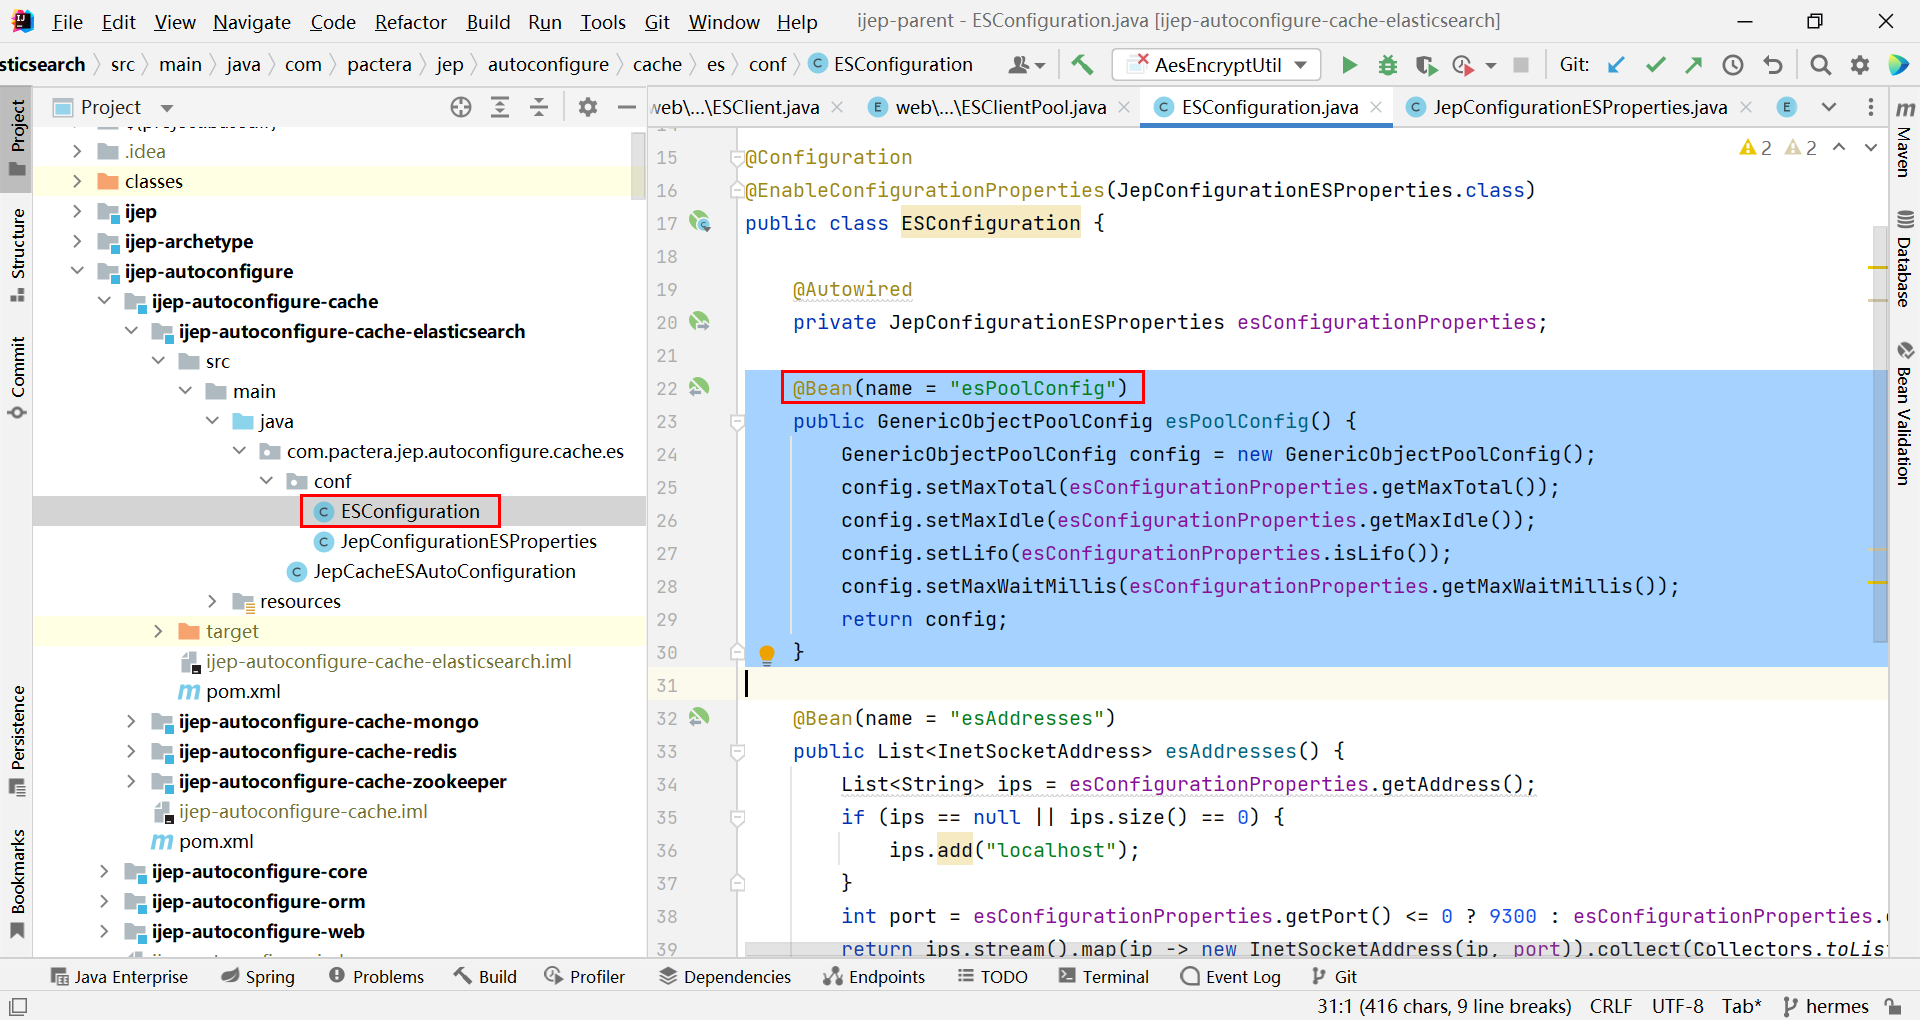 File Edit View Navigate Code Refactor Build Run Tools Git Window Help ijep-parent - ESConfiguration.java [ijep-autoconfigure-cache-elasticsearch]
sticsearch src main java com pactera jep autoconfigure cache es conf ESConfiguration AesEncryptUtil Git:
Project
web\...\ESClient.java web\...\ESClientPool.java ESConfiguration.java JepConfigurationESProperties.java
.idea
classes
ijep
ijep-archetype
ijep-autoconfigure
ijep-autoconfigure-cache
ijep-autoconfigure-cache-elasticsearch
src
main
java
com.pactera.jep.autoconfigure.cache.es
conf
ESConfiguration
JepConfigurationESProperties
JepCacheESAutoConfiguration
resources
target
ijep-autoconfigure-cache-elasticsearch.iml
pom.xml
ijep-autoconfigure-cache-mongo
ijep-autoconfigure-cache-redis
ijep-autoconfigure-cache-zookeeper
ijep-autoconfigure-cache.iml
pom.xml
ijep-autoconfigure-core
ijep-autoconfigure-orm
ijep-autoconfigure-web
2 2
15 @Configuration
16 @EnableConfigurationProperties(JepConfigurationESProperties.class)
17 public class ESConfiguration {
18
19 @Autowired
20 private JepConfigurationESProperties esConfigurationProperties;
21
22 @Bean(name = "esPoolConfig")
23 public GenericObjectPoolConfig esPoolConfig() {
24 GenericObjectPoolConfig config = new GenericObjectPoolConfig();
25 config.setMaxTotal(esConfigurationProperties.getMaxTotal());
26 config.setMaxIdle(esConfigurationProperties.getMaxIdle());
27 config.setLifo(esConfigurationProperties.isLifo());
28 config.setMaxWaitMillis(esConfigurationProperties.getMaxWaitMillis());
29 return config;
30 }
31
32 @Bean(name = "esAddresses")
33 public List<InetSocketAddress> esAddresses() {
34 List<String> ips = esConfigurationProperties.getAddress();
35 if (ips == null || ips.size() == 0) {
36 ips.add("localhost");
37 }
38 int port = esConfigurationProperties.getPort() <= 0 ? 9300 : esConfigurationProperties.
39 return ips.stream().map(ip -> new InetSocketAddress(ip, port)).collect(Collectors.toLis
Project
Structure
Commit
Persistence
Bookmarks
Maven
Database
Bean Validation
Java Enterprise Spring Problems Build Profiler Dependencies Endpoints TODO Terminal Event Log Git
31:1 (416 chars, 9 line breaks) CRLF UTF-8 Tab* hermes